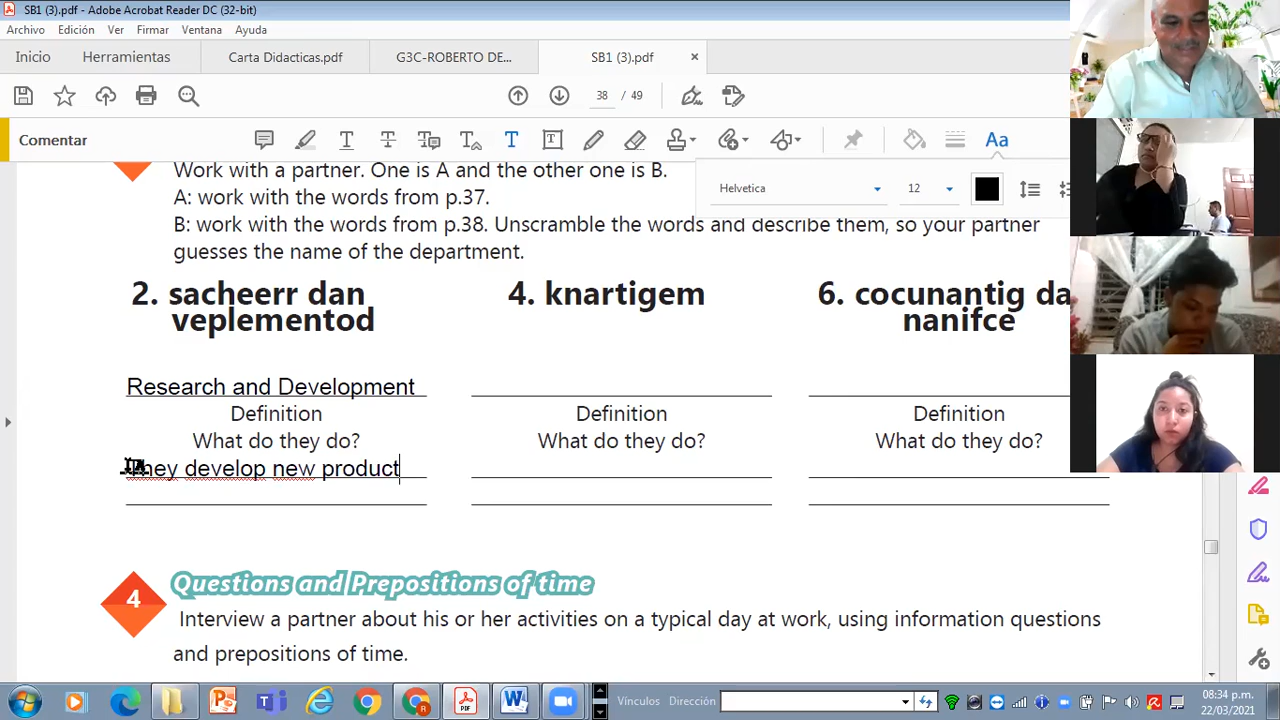 SB1 (3).pdf - Adobe Acrobat Reader DC (32-bit)
Archivo Edición Ver Firmar Ventana Ayuda
Inicio Herramientas Carta Didacticas.pdf G3C-ROBERTO DE... SB1 (3).pdf ×
38 / 49
Comentar
Aa
Helvetica 12
Work with a partner. One is A and the other one is B.
A: work with the words from p.37.
B: work with the words from p.38. Unscramble the words and describe them, so your partner
guesses the name of the department.
2. sacheerr dan
veplementod
4. knartigem
6. cocunantig da
nanifce
Research and Development
Definition Definition Definition
What do they do? What do they do? What do they do?
They develop new product
4
Questions and Prepositions of time
Interview a partner about his or her activities on a typical day at work, using information questions
and prepositions of time.
Vínculos Dirección
08:34 p.m.
22/03/2021